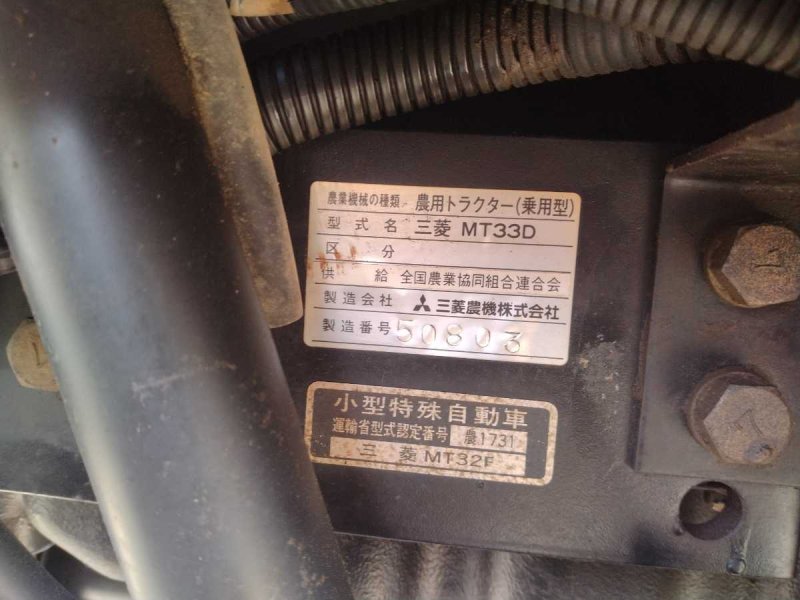 農業機械の種類 農用トラクター(乗用型)
型式名 三菱 MT33D
区分
供給 全国農業協同組合連合会
製造会社 三菱農機株式会社
製造番号 50803
小型特殊自動車
運輸省型式認定番号 農1731
三菱 MT32F